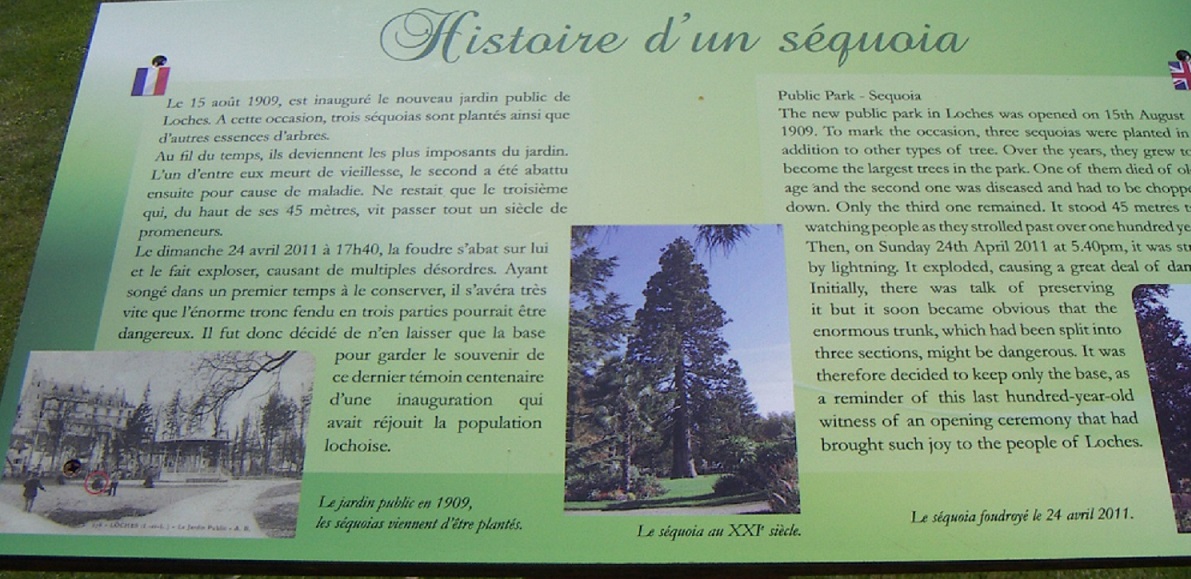 Histoire d'un séquoia
Le 15 août 1909, est inauguré le nouveau jardin public de
Loches. A cette occasion, trois séquoias sont plantés ainsi que
d'autres essences d'arbres.
Au fil du temps, ils deviennent les plus imposants du jardin.
L'un d'entre eux meurt de vieillesse, le second a été abattu
ensuite pour cause de maladie. Ne restait que le troisième
qui, du haut de ses 45 mètres, vit passer tout un siècle de
promeneurs.
Le dimanche 24 avril 2011 à 17h40, la foudre s'abat sur lui
et le fait exploser, causant de multiples désordres. Ayant
songé dans un premier temps à le conserver, il s'avéra très
vite que l'énorme tronc fendu en trois parties pourrait être
dangereux. Il fut donc décidé de n'en laisser que la base
pour garder le souvenir de
ce dernier témoin centenaire
d'une inauguration qui
avait réjouit la population
lochoise.
LOCHES
Le Jardin Public - A. B.
Le jardin public en 1909,
les séquoias viennent d'être plantés.
Le séquoia au XXIe siècle.
Public Park - Sequoia
The new public park in Loches was opened on 15th August
1909. To mark the occasion, three sequoias were planted in
addition to other types of tree. Over the years, they grew to
become the largest trees in the park. One of them died of
age and the second one was diseased and had to be
down. Only the third one remained. It stood 45 metres
watching people as they strolled past over one hundred
Then, on Sunday 24th April 2011 at 5.40pm, it was
by lightning. It exploded, causing a great deal of
Initially, there was talk of preserving
it but it soon became obvious that the
enormous trunk, which had been split into
three sections, might be dangerous. It was
therefore decided to keep only the base, as
a reminder of this last hundred-year-old
witness of an opening ceremony that had
brought such joy to the people of Loches.
Le séquoia foudroyé le 24 avril 2011.